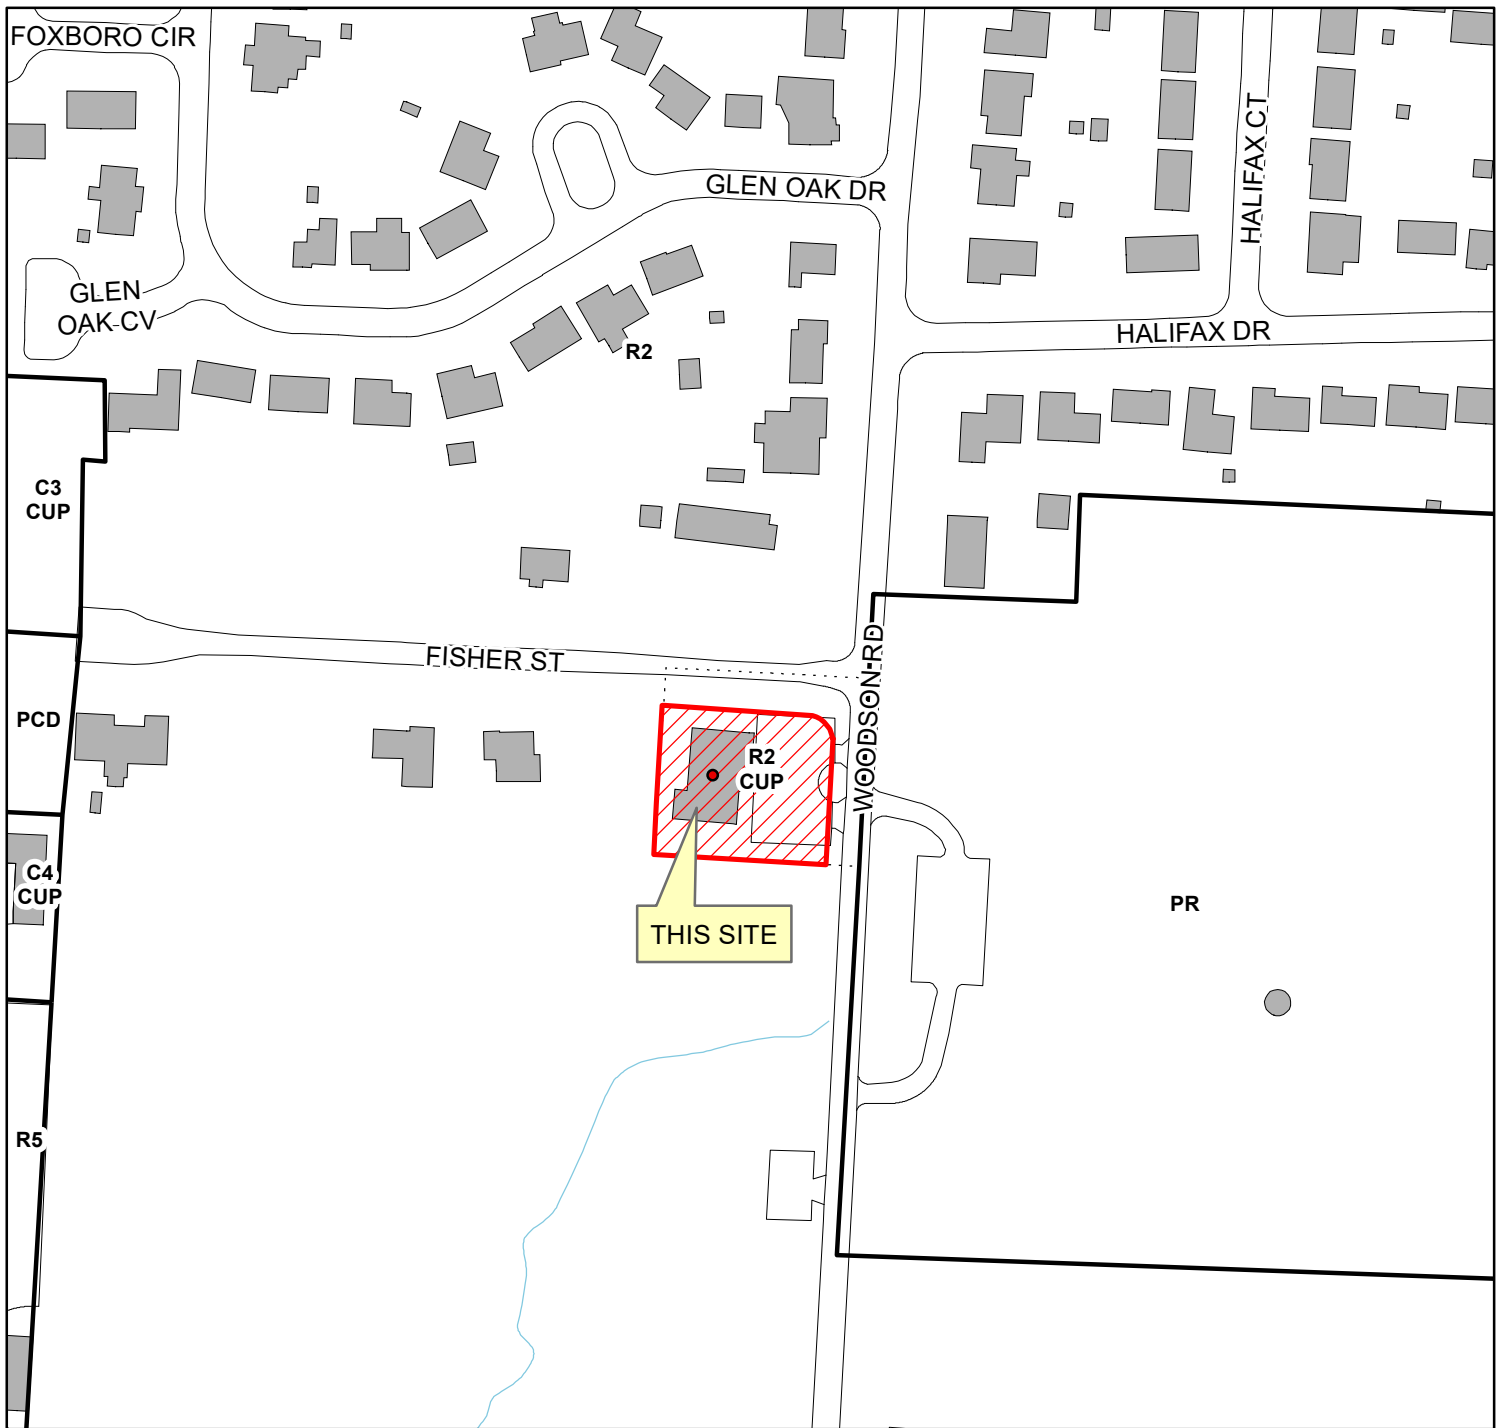 FOXBORO CIR
GLEN OAK DR
HALIFAX CT
GLEN
OAK CV
HALIFAX DR
R2
C3
CUP
FISHER ST
WOODSON RD
PCD
R2
CUP
C4
CUP
PR
THIS SITE
R5